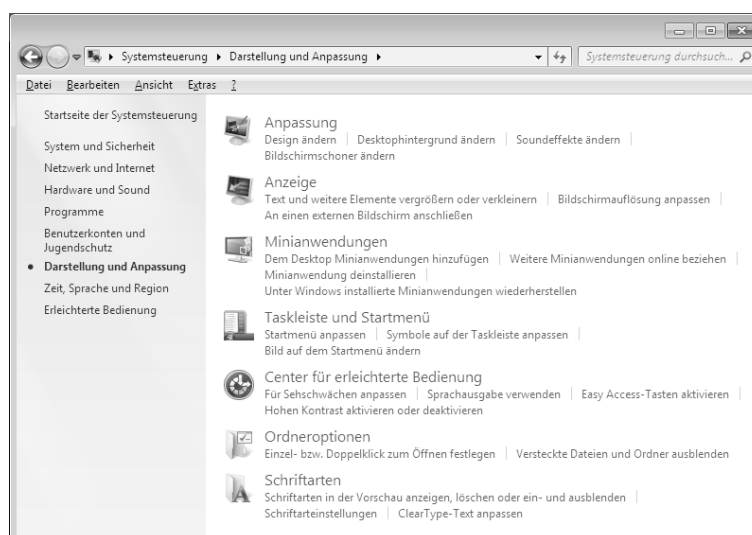 Systemsteuerung Darstellung und Anpassung Systemsteuerung durchsuch...
Datei Bearbeiten Ansicht Extras ?
Startseite der Systemsteuerung
System und Sicherheit
Netzwerk und Internet
Hardware und Sound
Programme
Benutzerkonten und
Jugendschutz
Darstellung und Anpassung
Zeit, Sprache und Region
Erleichterte Bedienung
Anpassung
Design ändern Desktophintergrund ändern Soundeffekte ändern
Bildschirmschoner ändern
Anzeige
Text und weitere Elemente vergrößern oder verkleinern Bildschirmauflösung anpassen
An einen externen Bildschirm anschließen
Minianwendungen
Dem Desktop Minianwendungen hinzufügen Weitere Minianwendungen online beziehen
Minianwendung deinstallieren
Unter Windows installierte Minianwendungen wiederherstellen
Taskleiste und Startmenü
Startmenü anpassen Symbole auf der Taskleiste anpassen
Bild auf dem Startmenü ändern
Center für erleichterte Bedienung
Für Sehschwächen anpassen Sprachausgabe verwenden Easy Access-Tasten aktivieren
Hohen Kontrast aktivieren oder deaktivieren
Ordneroptionen
Einzel- bzw. Doppelklick zum Öffnen festlegen Versteckte Dateien und Ordner ausblenden
Schriftarten
Schriftarten in der Vorschau anzeigen, löschen oder ein- und ausblenden
Schriftarteinstellungen ClearType-Text anpassen